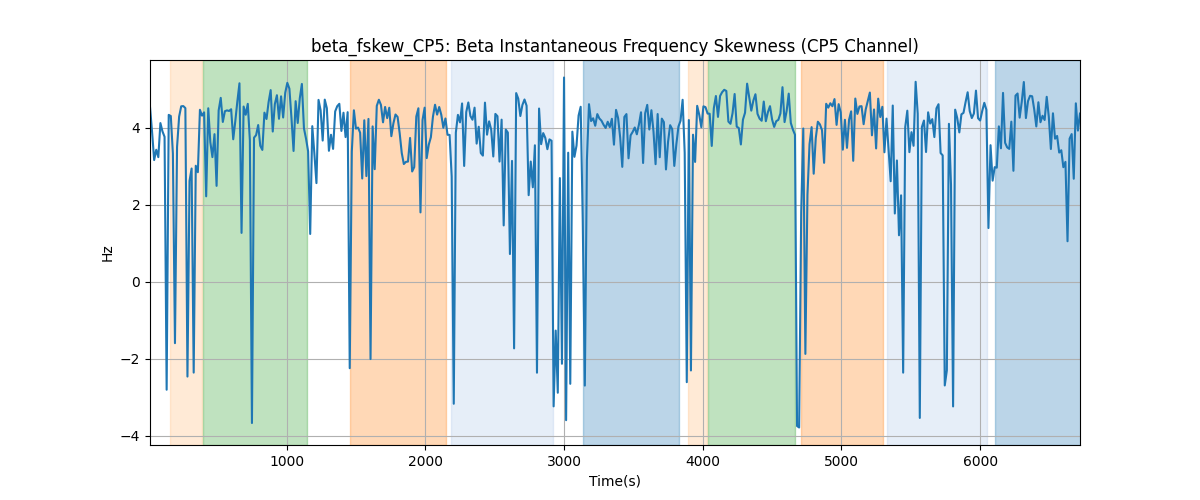 beta_fskew_CP5: Beta Instantaneous Frequency Skewness (CP5 Channel)
4
2
0
−2
−4
Hz
1000 2000 3000 4000 5000 6000
Time(s)